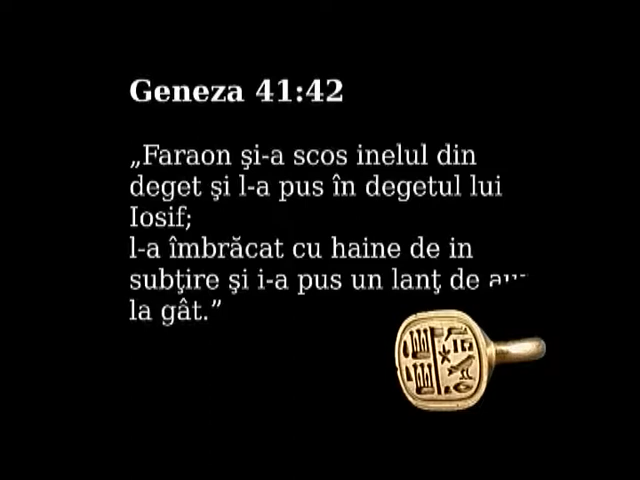 Geneza 41:42
„Faraon şi-a scos inelul din
deget şi l-a pus în degetul lui
Iosif;
l-a îmbrăcat cu haine de in
subţire şi i-a pus un lanţ de
la gât.”